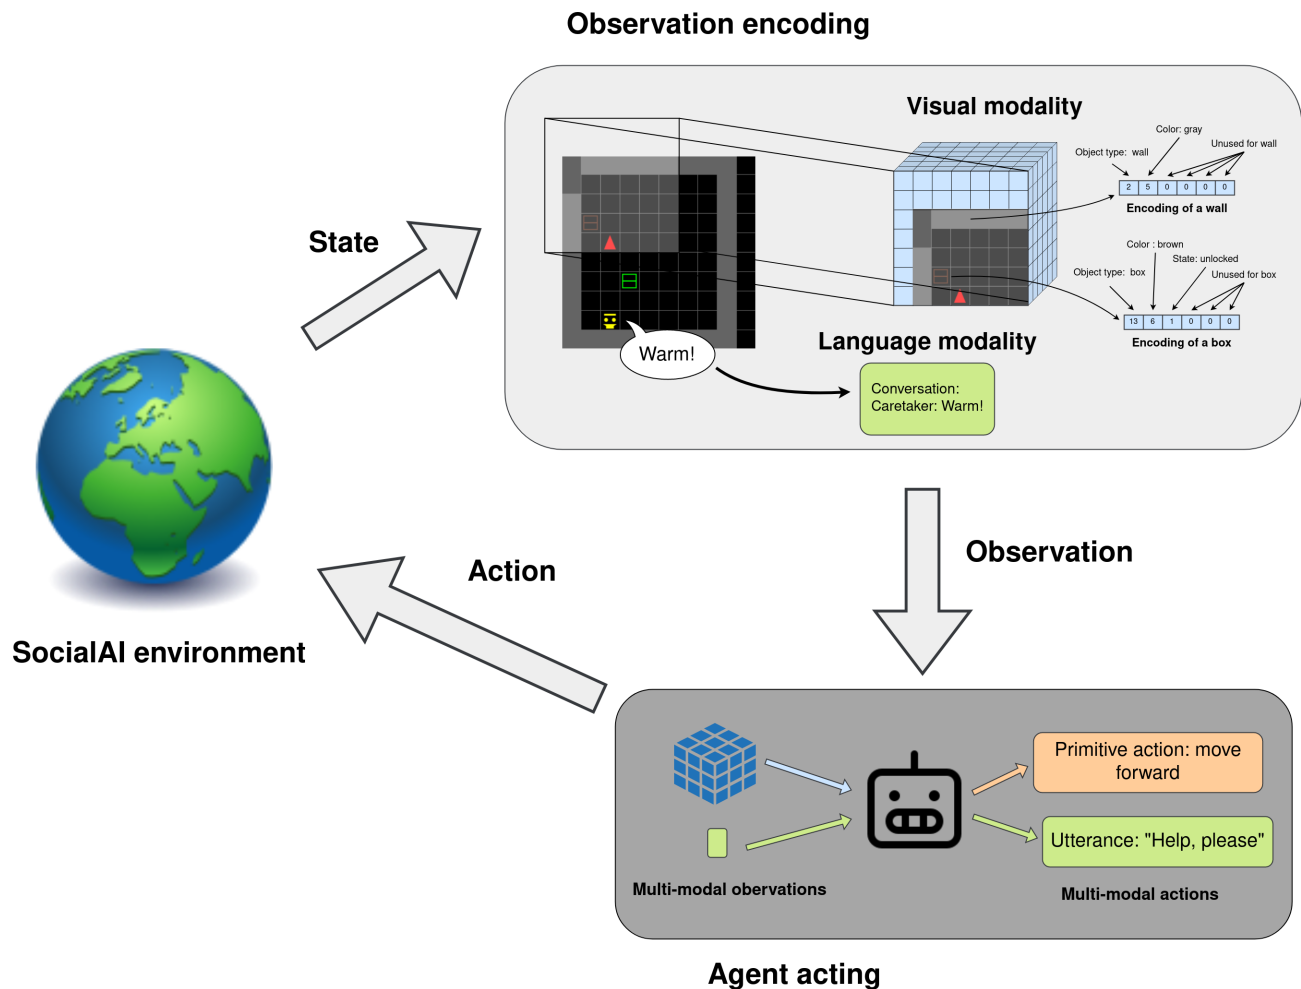 Observation encoding
Visual modality
Color: gray
Unused for wall
Object type: wall
2 5 0 0 0 0
Encoding of a wall
Color : brown
State: unlocked
Object type: box
Unused for box
13 6 1 0 0 0
Encoding of a box
State
Warm!
Language modality
Conversation:
Caretaker: Warm!
Observation
Action
SocialAI environment
Primitive action: move
forward
Utterance: "Help, please"
Multi-modal obervations
Multi-modal actions
Agent acting